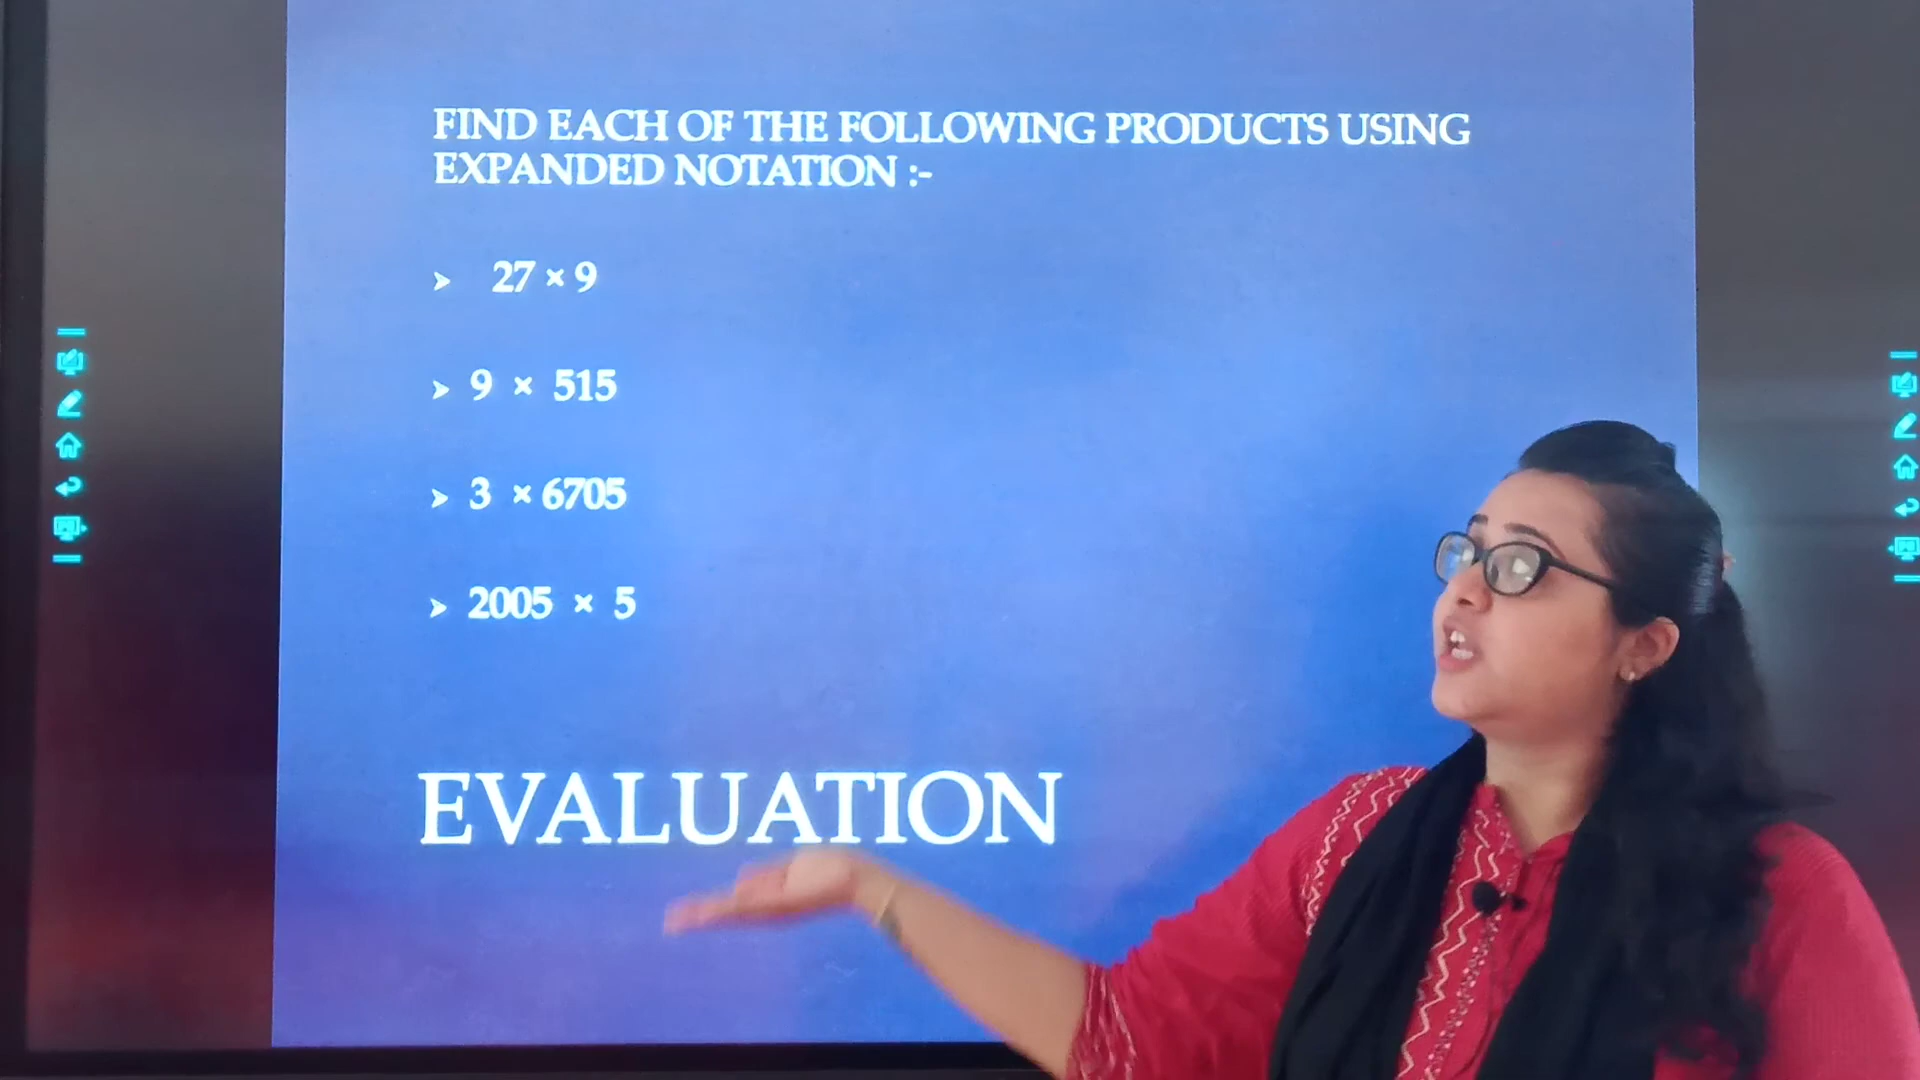 FIND EACH OF THE FOLLOWING PRODUCTS USING
EXPANDED NOTATION :-
➢ 27 × 9
➢ 9 × 515
➢ 3 × 6705
➢ 2005 × 5
EVALUATION